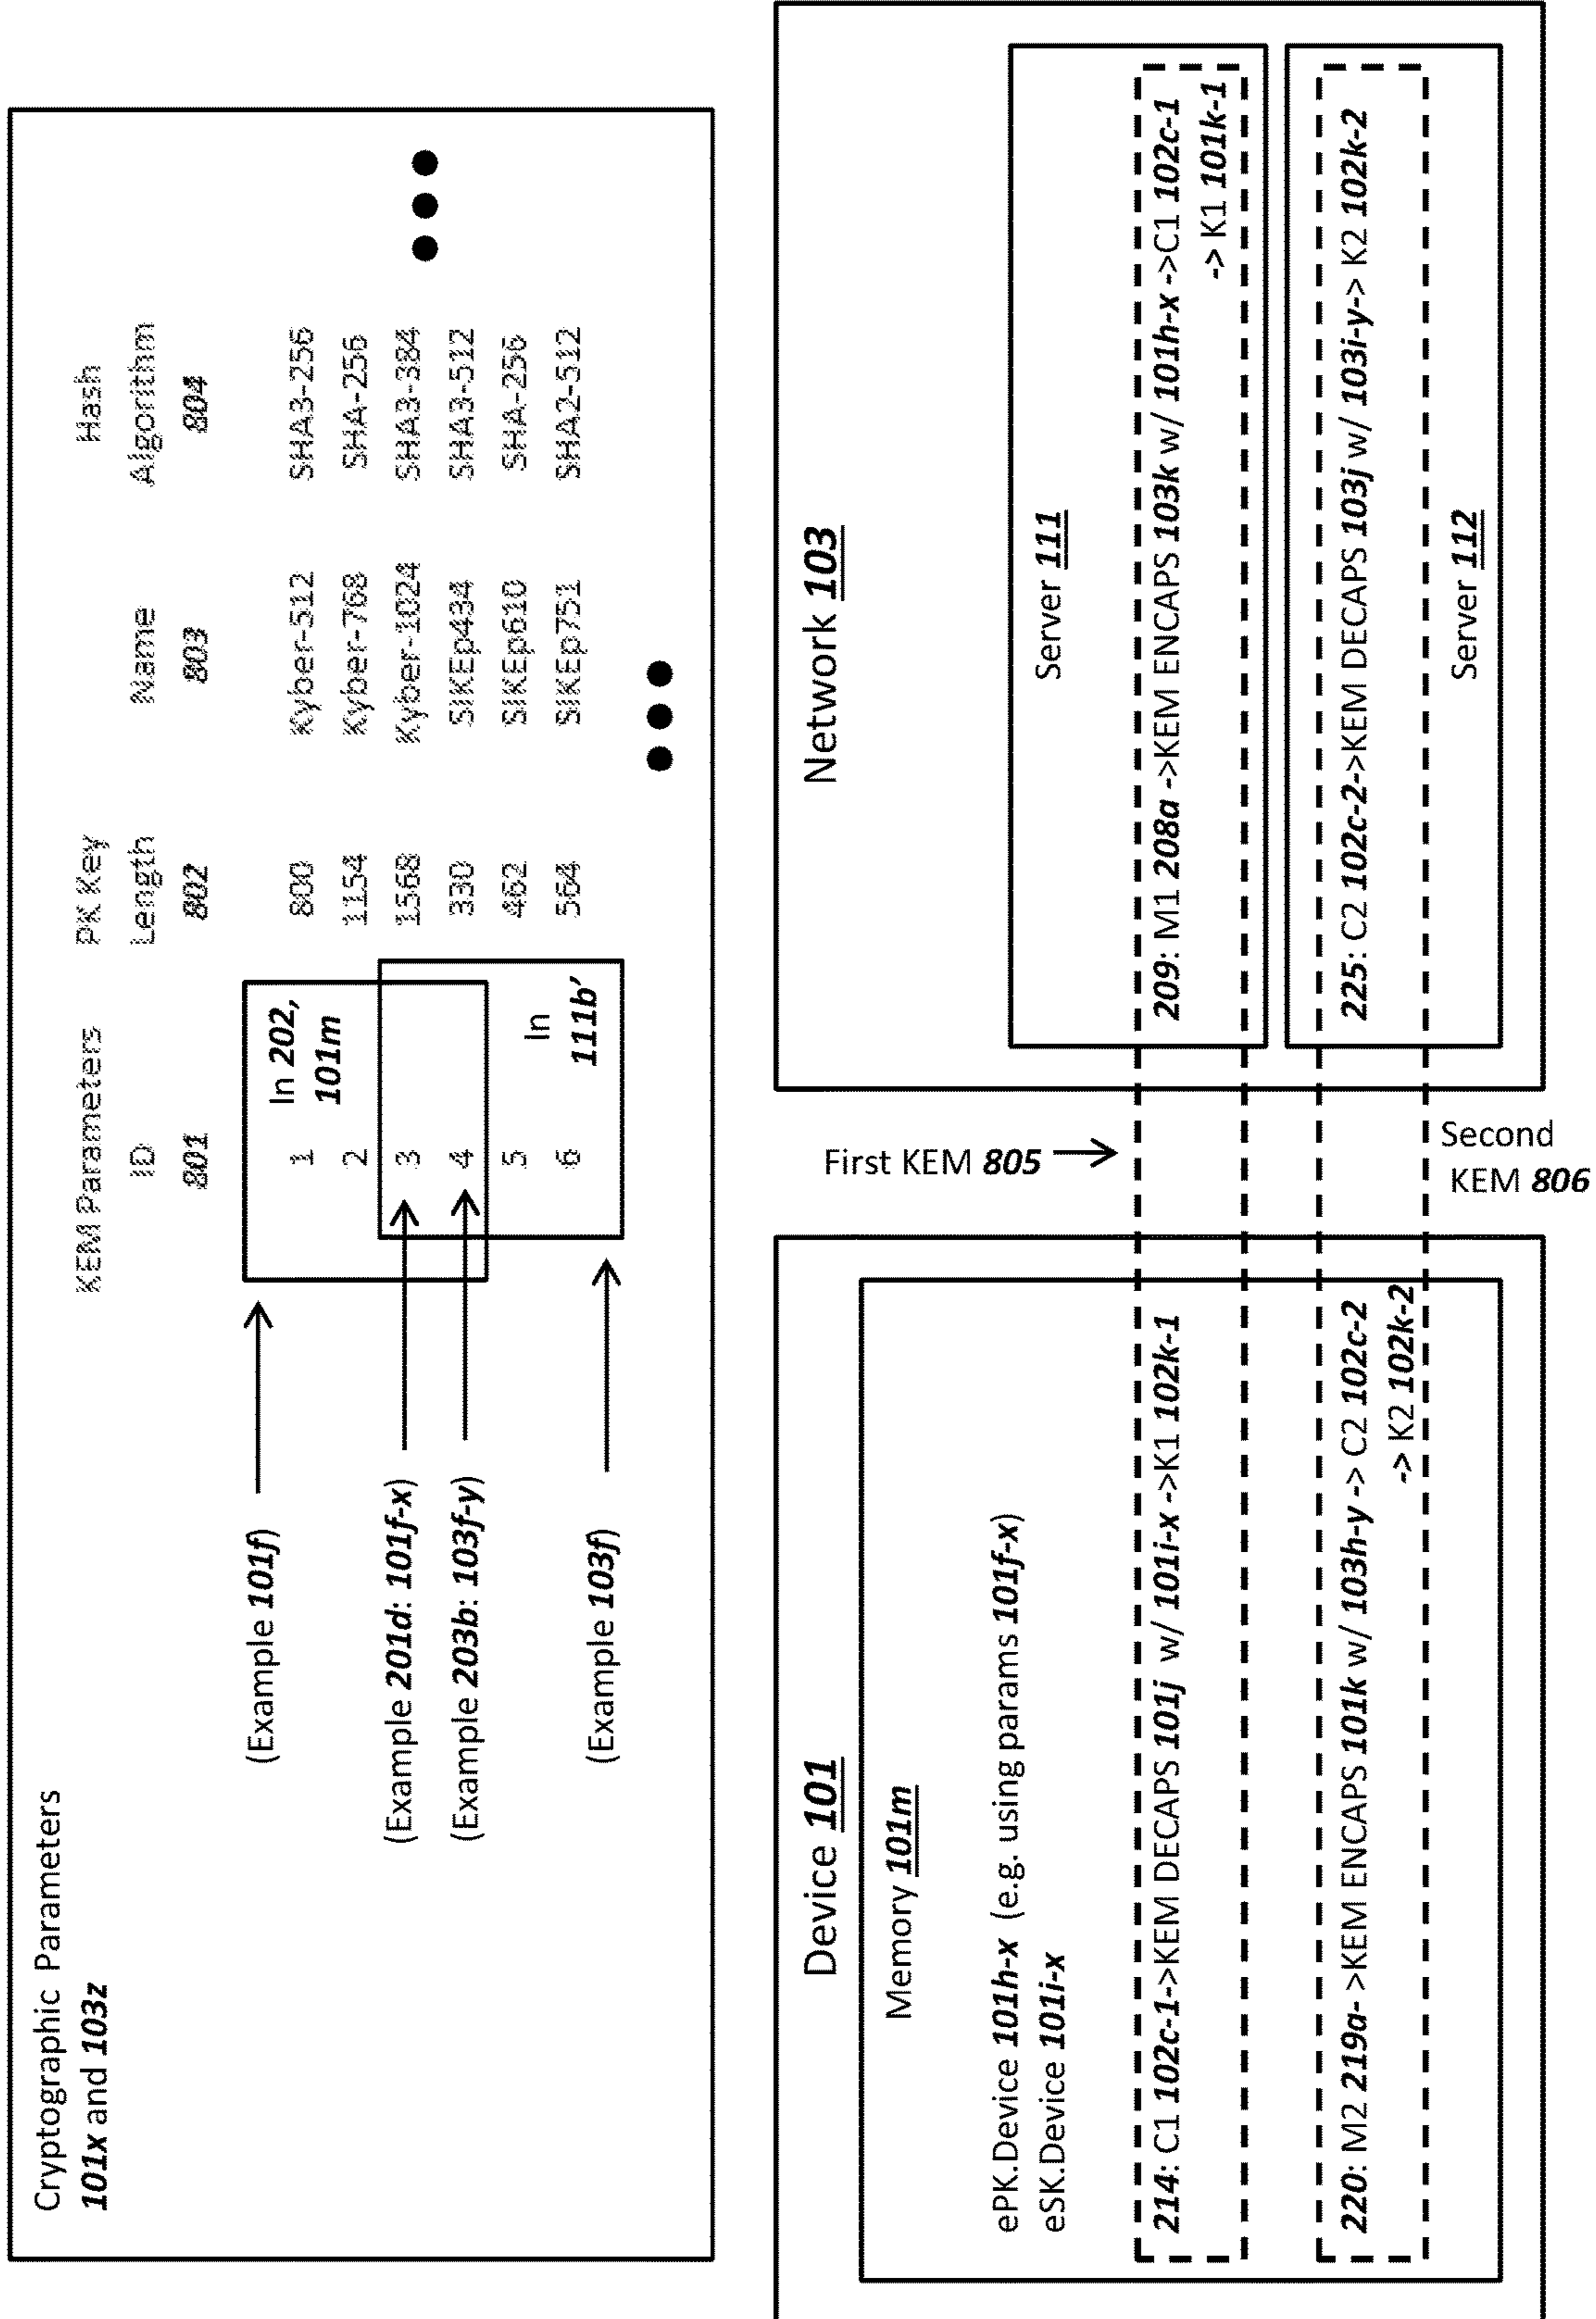 Cryptographic Parameters
101x and 103z
KEM Parameters PK Key Hash
ID Length Name Algorithm
801 802 803 804
1 800 Kyber-512 SHA3-256
2 1154 Kyber-768 SHA-256
3 1568 Kyber-1024 SHA3-384
4 330 SIKEp434 SHA3-512
5 462 SIKEp610 SHA-256
6 564 SIKEp751 SHA2-512
In 202,
101m
In
111b’
(Example 101f)
(Example 201d: 101f-x)
(Example 203b: 103f-y)
(Example 103f)
Device 101
Memory 101m
ePK.Device 101h-x (e.g. using params 101f-x)
eSK.Device 101i-x
214: C1 102c-1->KEM DECAPS 101j w/ 101i-x ->K1 102k-1
220: M2 219a- >KEM ENCAPS 101k w/ 103h-y -> C2 102c-2
-> K2 102k-2
First KEM 805
Second
KEM 806
Network 103
Server 111
209: M1 208a ->KEM ENCAPS 103k w/ 101h-x ->C1 102c-1
-> K1 101k-1
225: C2 102c-2->KEM DECAPS 103j w/ 103i-y-> K2 102k-2
Server 112